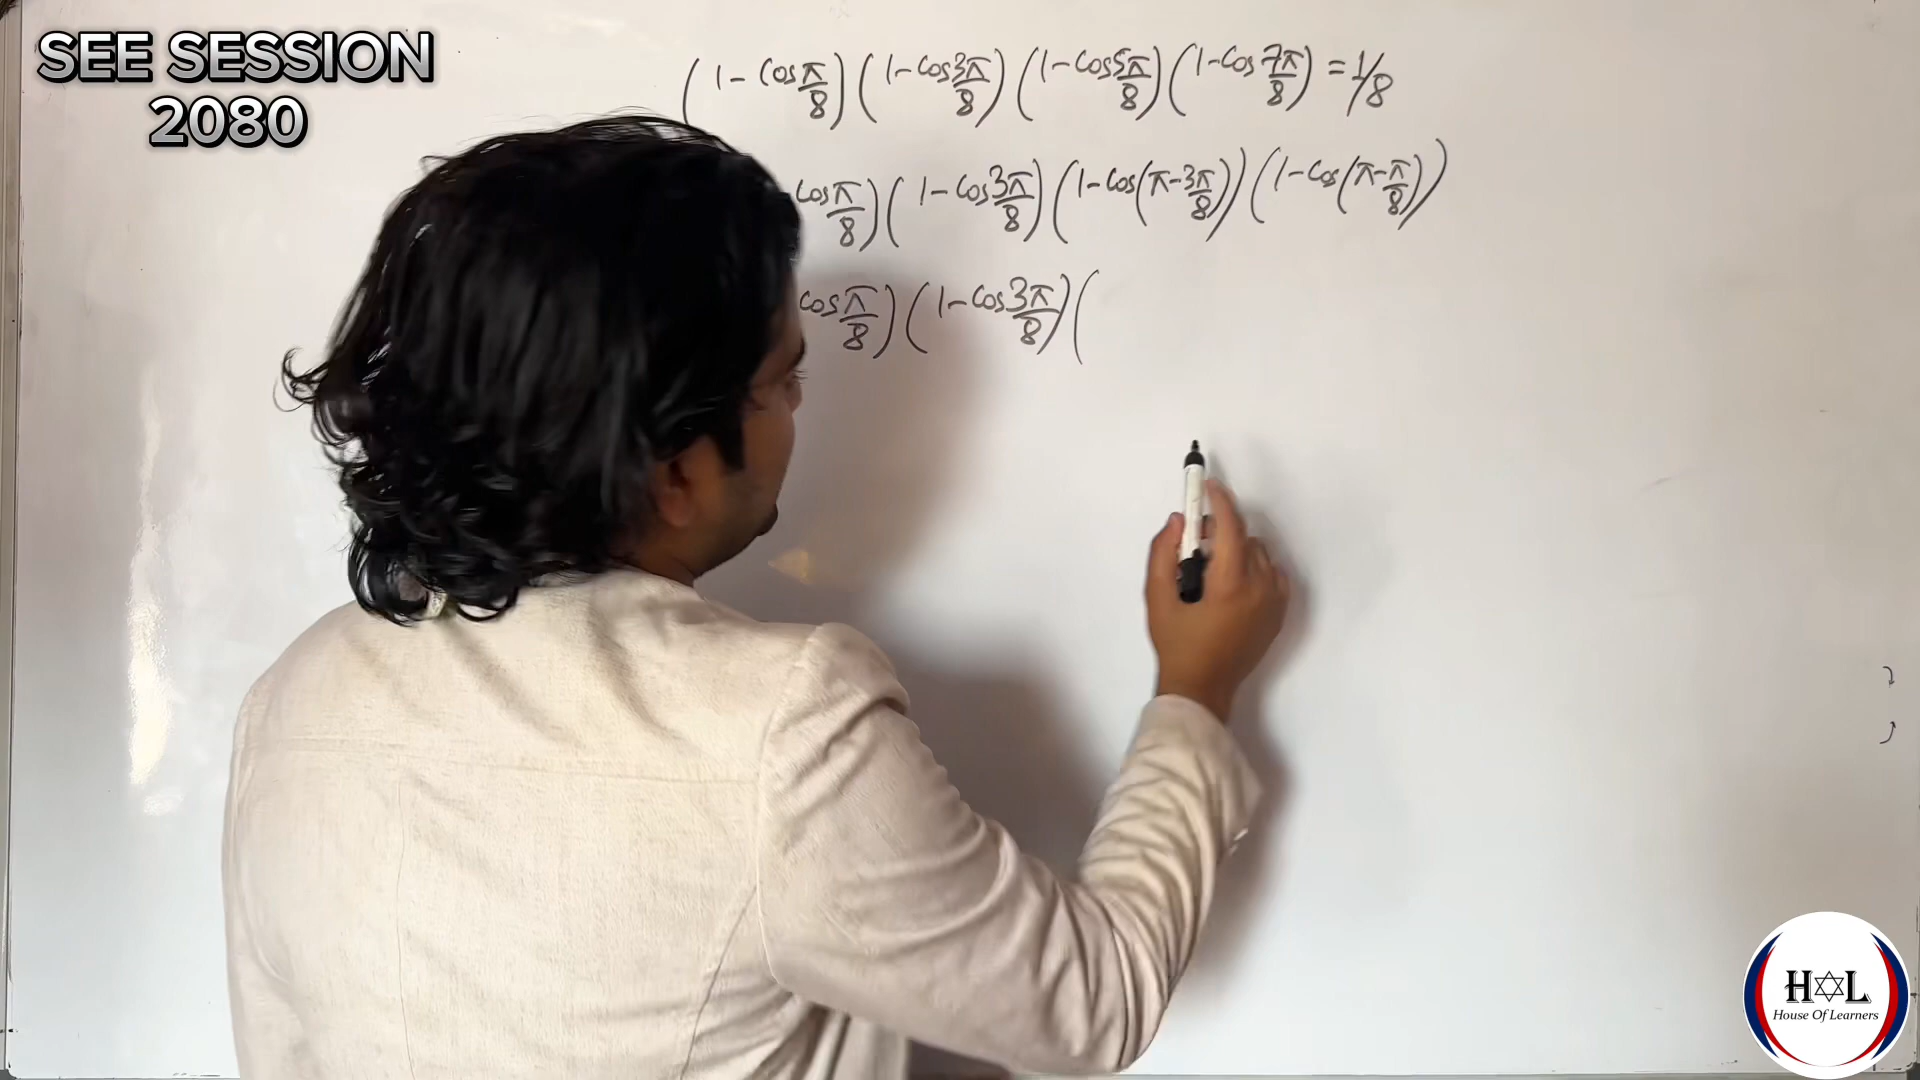 SEE SESSION
2080
(1 - cos π/8) (1 - cos 3π/8) (1 - cos 5π/8) (1 - cos 7π/8) = 1/8
cos π/8) (1 - cos 3π/8) (1 - cos(π - 3π/8)) (1 - cos(π - π/8))
cos π/8) (1 - cos 3π/8) (
H L
House Of Learners